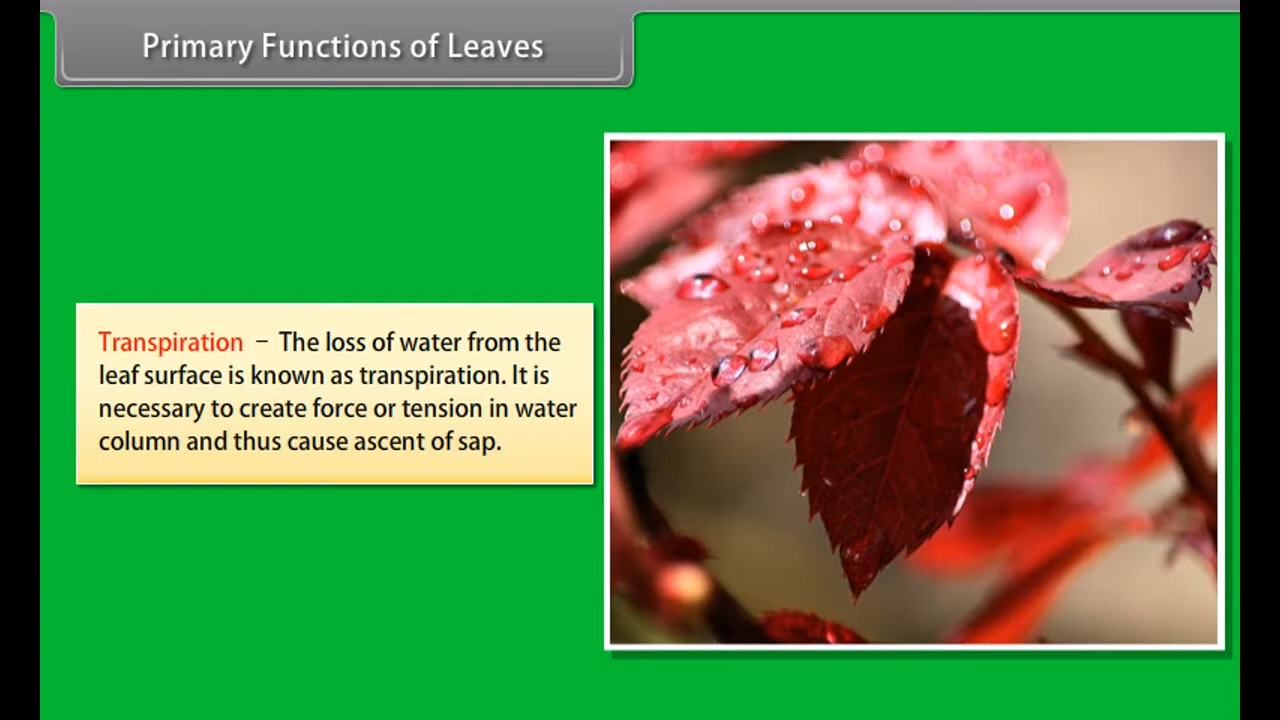 Primary Functions of Leaves
Transpiration – The loss of water from the
leaf surface is known as transpiration. It is
necessary to create force or tension in water
column and thus cause ascent of sap.